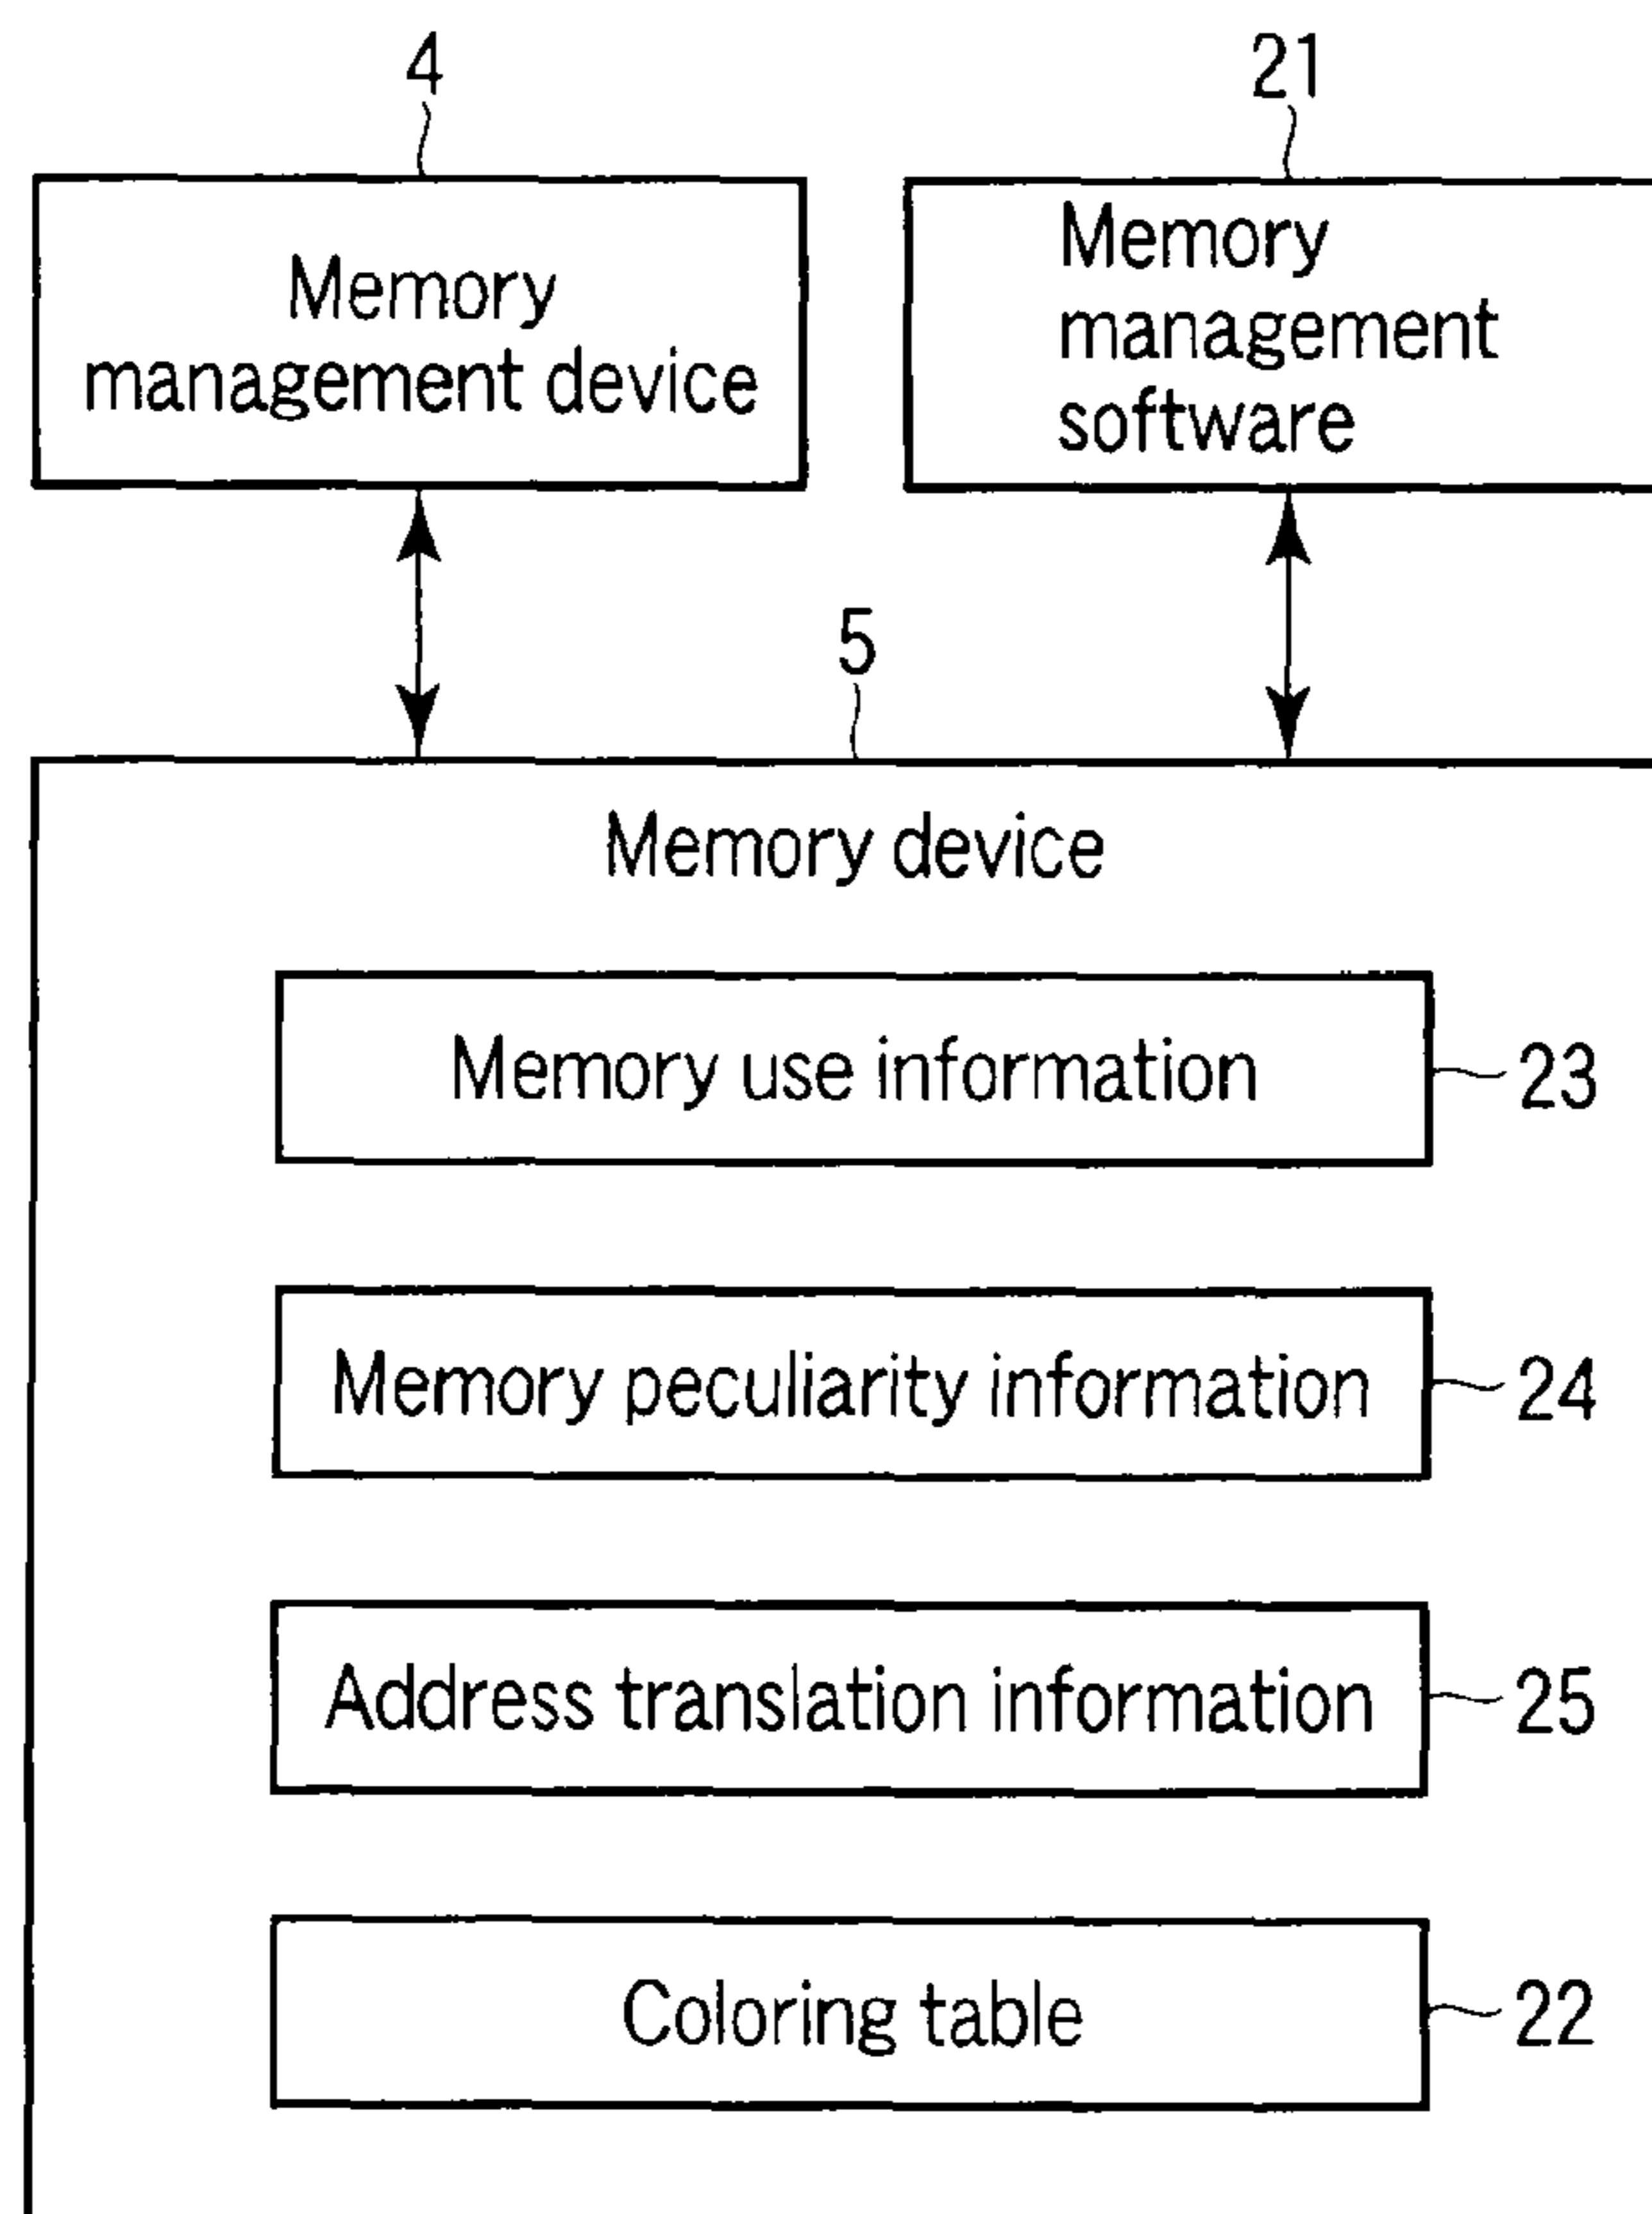 4
21
Memory
management device
Memory
management
software
5
Memory device
Memory use information
23
Memory peculiarity information
24
Address translation information
25
Coloring table
22